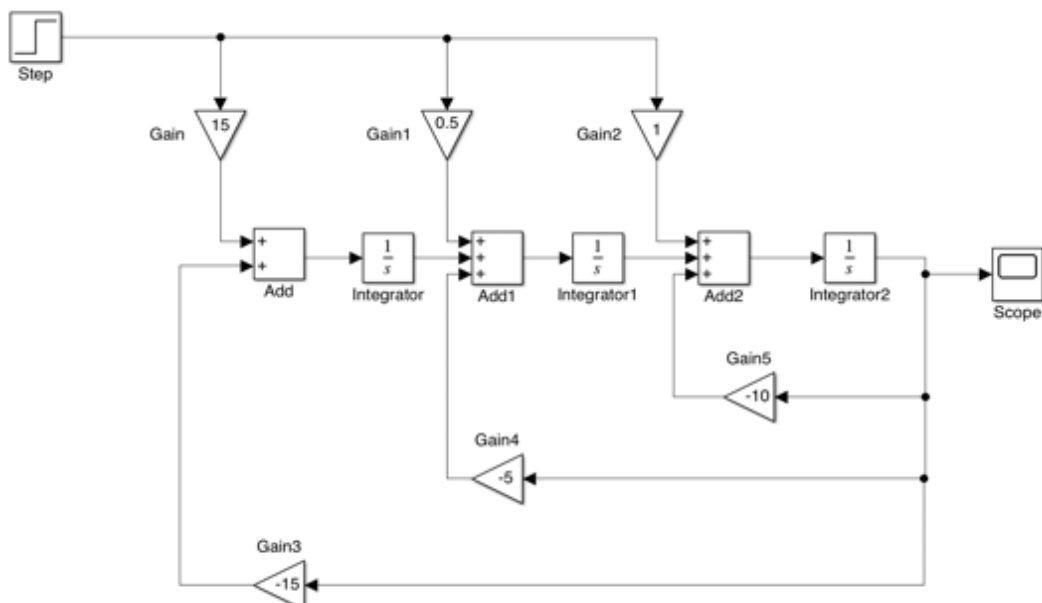 Step
Gain
15
Gain1
0.5
Gain2
1
+
+
Add
1
s
Integrator
+
+
+
Add1
1
s
Integrator1
+
+
+
Add2
1
s
Integrator2
Scope
Gain5
-10
Gain4
-5
Gain3
-15